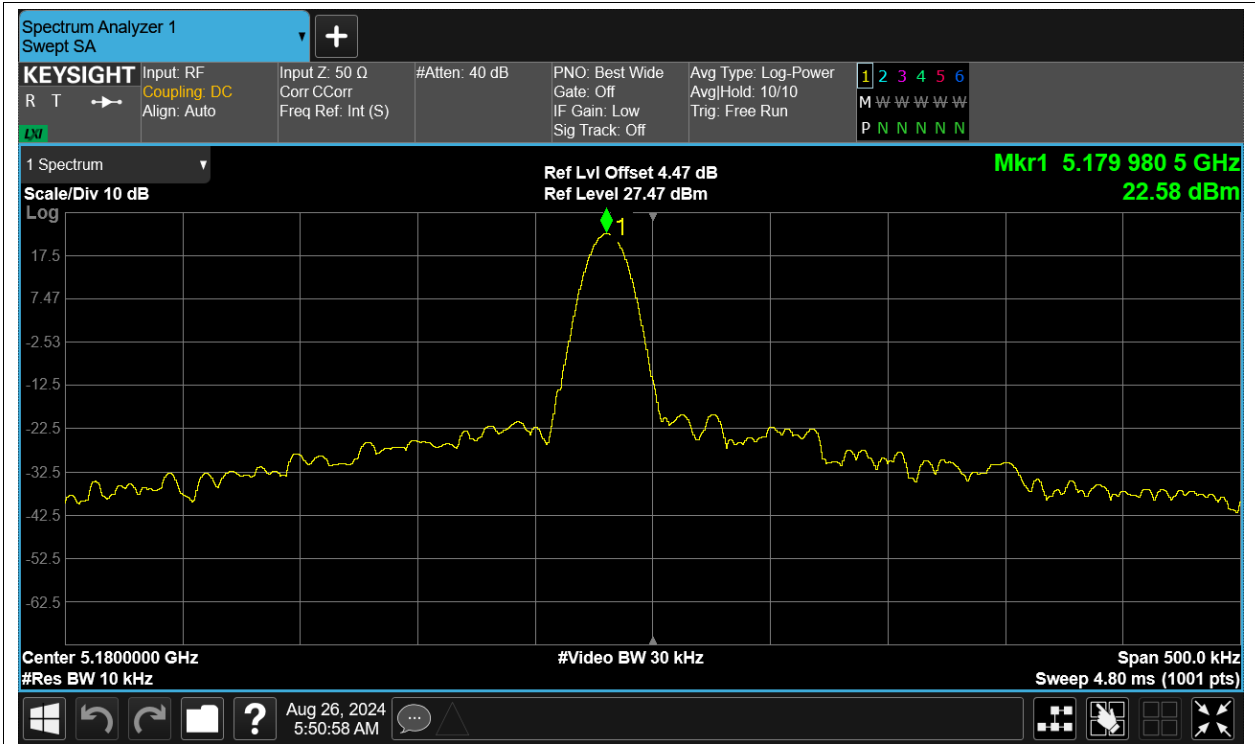 Spectrum Analyzer 1
Swept SA
KEYSIGHT
R T
LXI
Input: RF
Coupling: DC
Align: Auto
Input Z: 50 Ω
Corr CCorr
Freq Ref: Int (S)
#Atten: 40 dB
PNO: Best Wide
Gate: Off
IF Gain: Low
Sig Track: Off
Avg Type: Log-Power
Avg|Hold: 10/10
Trig: Free Run
1 2 3 4 5 6
M W W W W W
P N N N N N
1 Spectrum
Scale/Div 10 dB
Log
Ref Lvl Offset 4.47 dB
Ref Level 27.47 dBm
Mkr1 5.179 980 5 GHz
22.58 dBm
1
17.5
7.47
-2.53
-12.5
-22.5
-32.5
-42.5
-52.5
-62.5
Center 5.1800000 GHz
#Video BW 30 kHz
Span 500.0 kHz
#Res BW 10 kHz
Sweep 4.80 ms (1001 pts)
?
Aug 26, 2024
5:50:58 AM